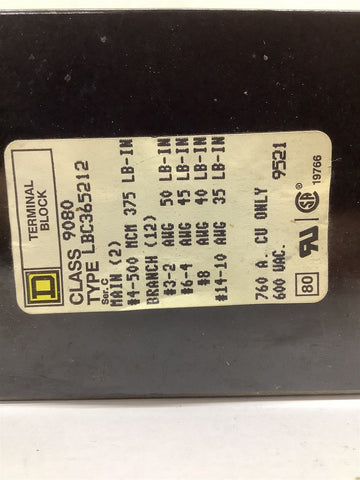 D
TERMINAL
BLOCK
CLASS 9080
TYPE LBC365212
Ser. C
MAIN (2)
#4-500 MCM 375 LB-IN
BRANCH (12)
#3-2 AWG 50 LB-IN
#6-4 AWG 45 LB-IN
#8 AWG 40 LB-IN
#14-10 AWG 35 LB-IN
760 A. CU ONLY 9521
600 VAC.
80
19766